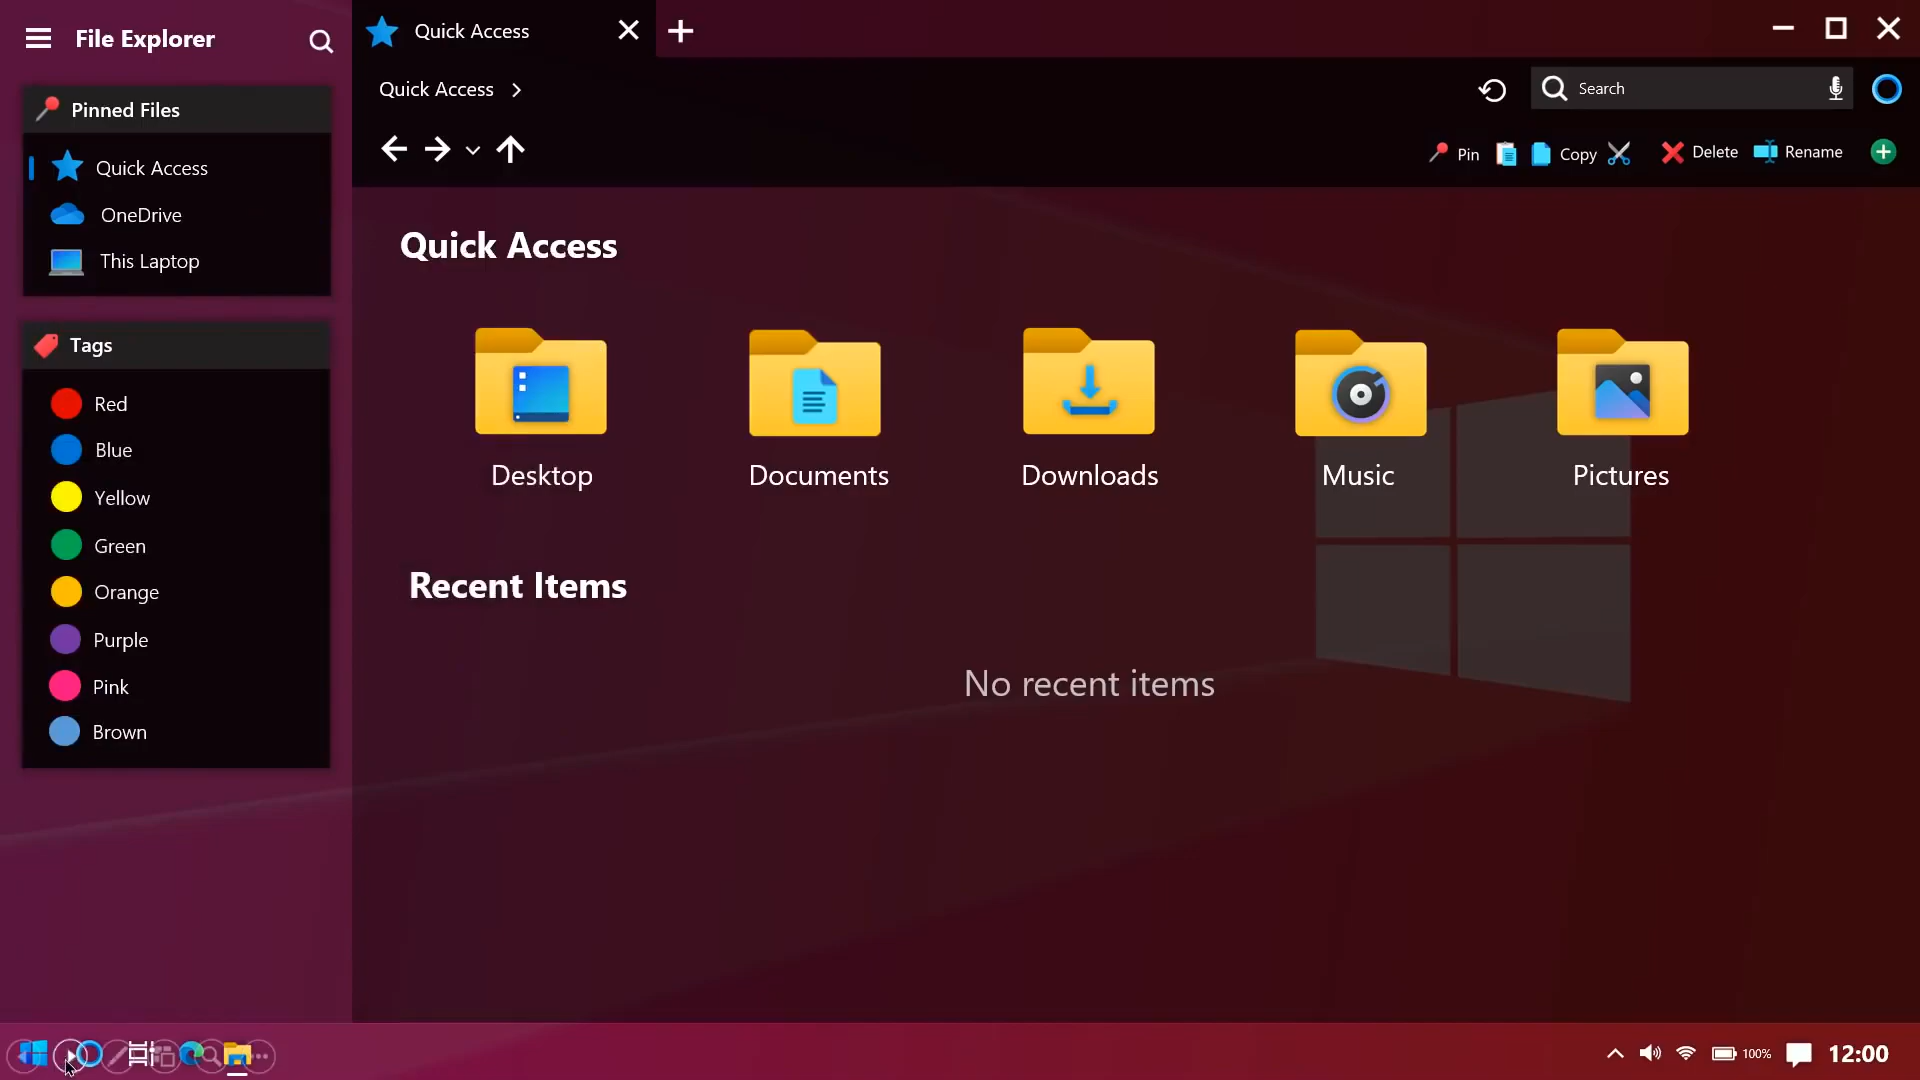 File Explorer
Quick Access
Quick Access
Search
Pinned Files
Pin
Copy
Delete
Rename
Quick Access
OneDrive
This Laptop
Quick Access
Desktop
Documents
Downloads
Music
Pictures
Tags
Red
Blue
Yellow
Green
Orange
Purple
Pink
Brown
Recent Items
No recent items
100%
12:00